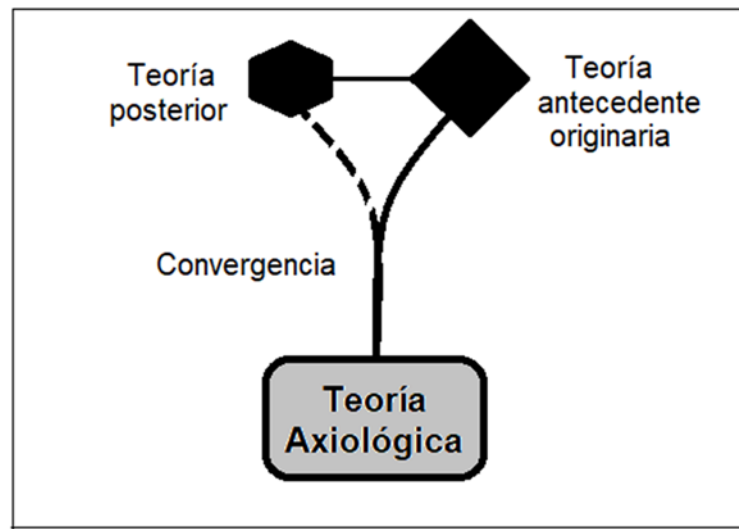 Teoría
posterior
Teoría
antecedente
originaria
Convergencia
Teoría
Axiológica